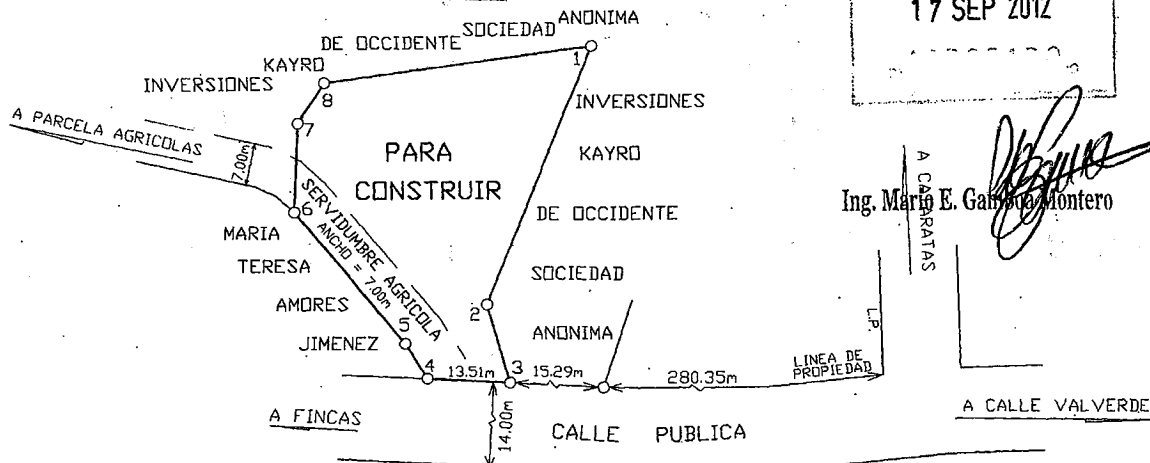 17 SEP 2012
ANONIMA
SOCIEDAD
DE OCCIDENTE
KAYRO
INVERSIONES
A PARCELA AGRICOLAS
7.00m
1
8
7
6
PARA
CONSTRUIR
SERVIDUMBRE AGRICOLA
ANCHO = 7.00m
INVERSIONES
KAYRO
DE OCCIDENTE
SOCIEDAD
ANONIMA
Ing. Mario E. Gamboa Montero
A CATARATAS
MARIA
TERESA
AMORES
JIMENEZ
2
5
4
13.51m
3
15.29m
280.35m
LINEA DE
PROPIEDAD
L.P.
A FINCAS
14.00m
CALLE PUBLICA
A CALLE VALVERDE